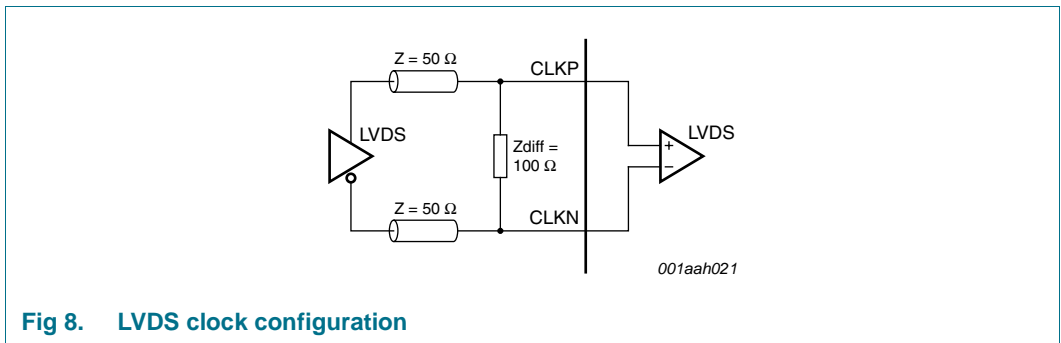 Z = 50 Ω
CLKP
LVDS
Zdiff =
100 Ω
LVDS
+
−
Z = 50 Ω
CLKN
001aah021
Fig 8. LVDS clock configuration